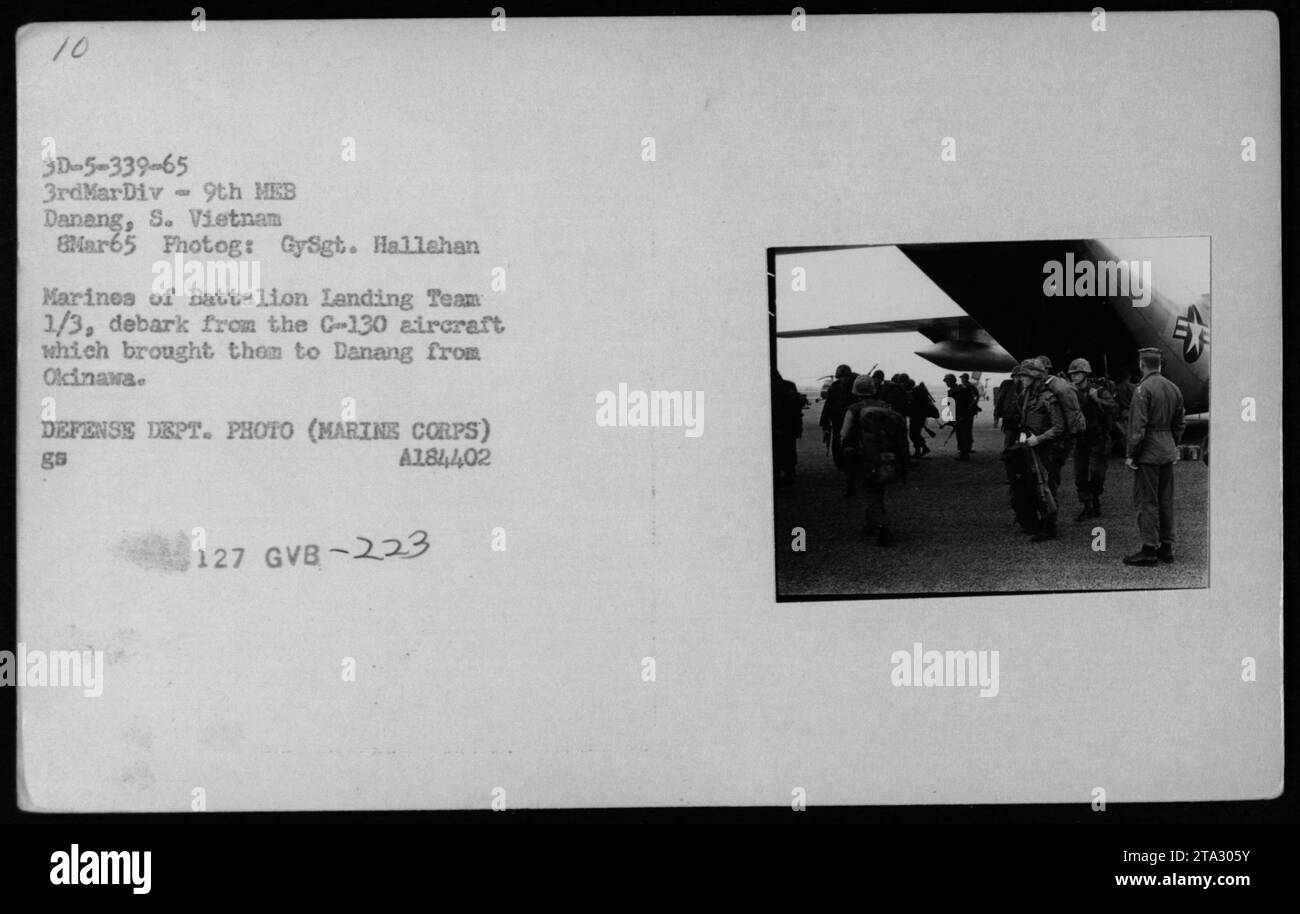 10
3D-5-339-65
3rdMarDiv - 9th MEB
Danang, S. Vietnam
8Mar65 Photog: GySgt. Hallahan
Marines of Battalion Landing Team
1/3, debark from the C-130 aircraft
which brought them to Danang from
Okinawa.
DEFENSE DEPT. PHOTO (MARINE CORPS)
gs A184402
127 GVB -223
alamy
alamy
alamy
alamy
alamy
a
a
a
a
a
alamy
Image ID: 2TA305Y
www.alamy.com